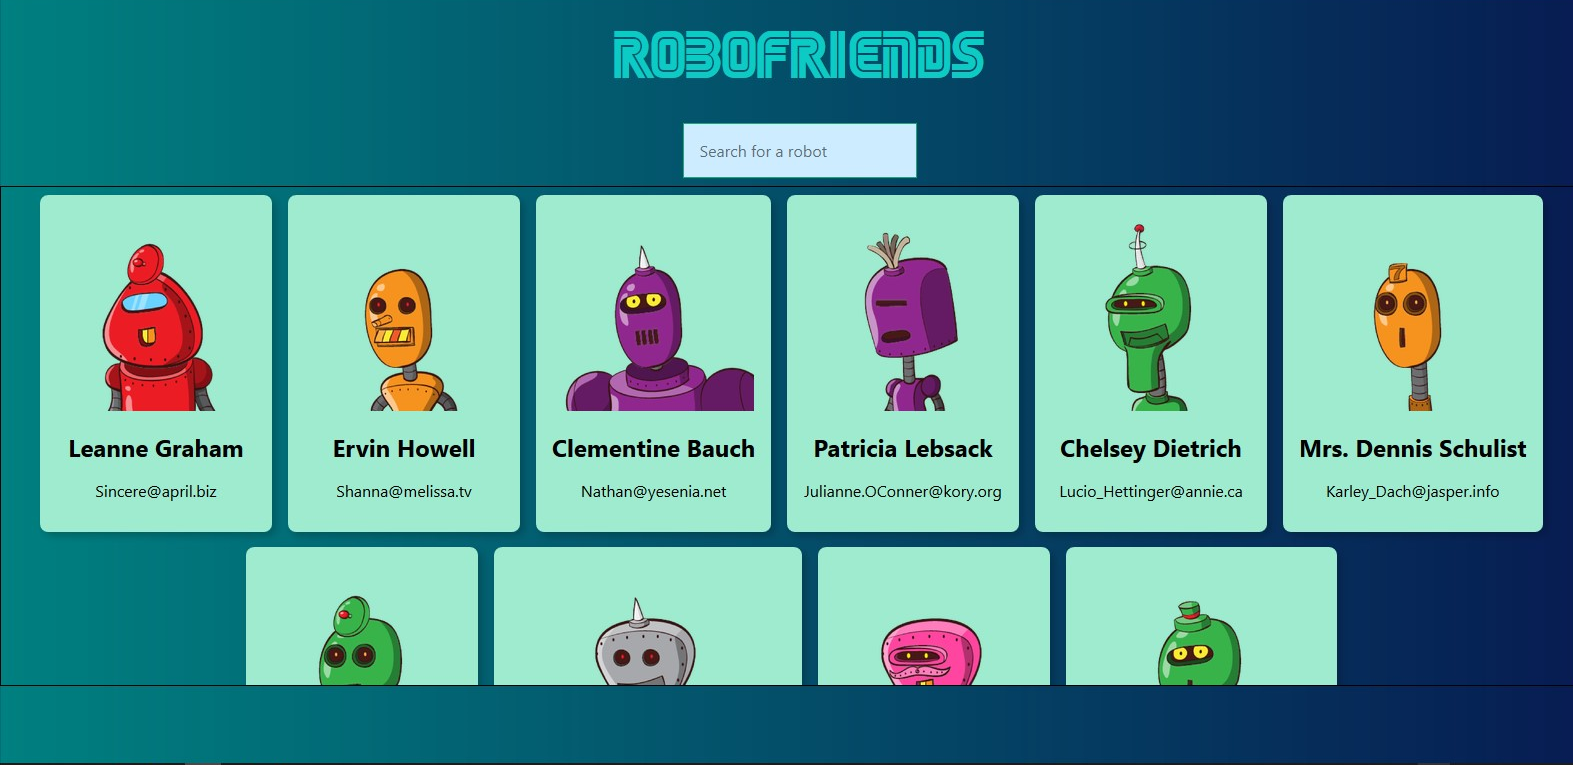 ROBOFRIENDS
Search for a robot
7
Leanne Graham
Ervin Howell
Clementine Bauch
Patricia Lebsack
Chelsey Dietrich
Mrs. Dennis Schulist
Sincere@april.biz
Shanna@melissa.tv
Nathan@yesenia.net
Julianne.OConner@kory.org
Lucio_Hettinger@annie.ca
Karley_Dach@jasper.info